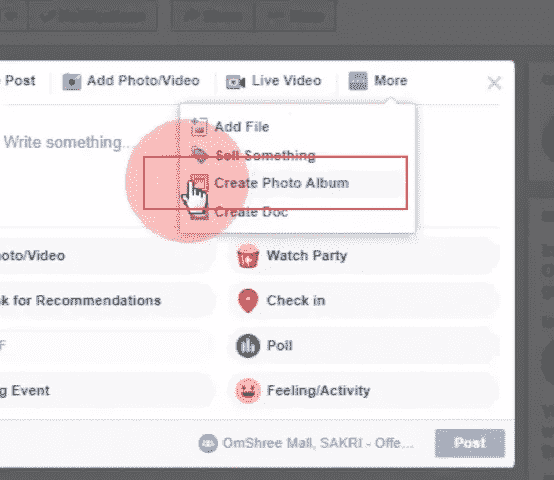 Post Add Photo/Video Live Video More
Write something...
Add File
Sell Something
Create Photo Album
Create Doc
oto/Video Watch Party
k for Recommendations Check in
F Poll
g Event Feeling/Activity
OmShree Mall, SAKRI - Offe... Post